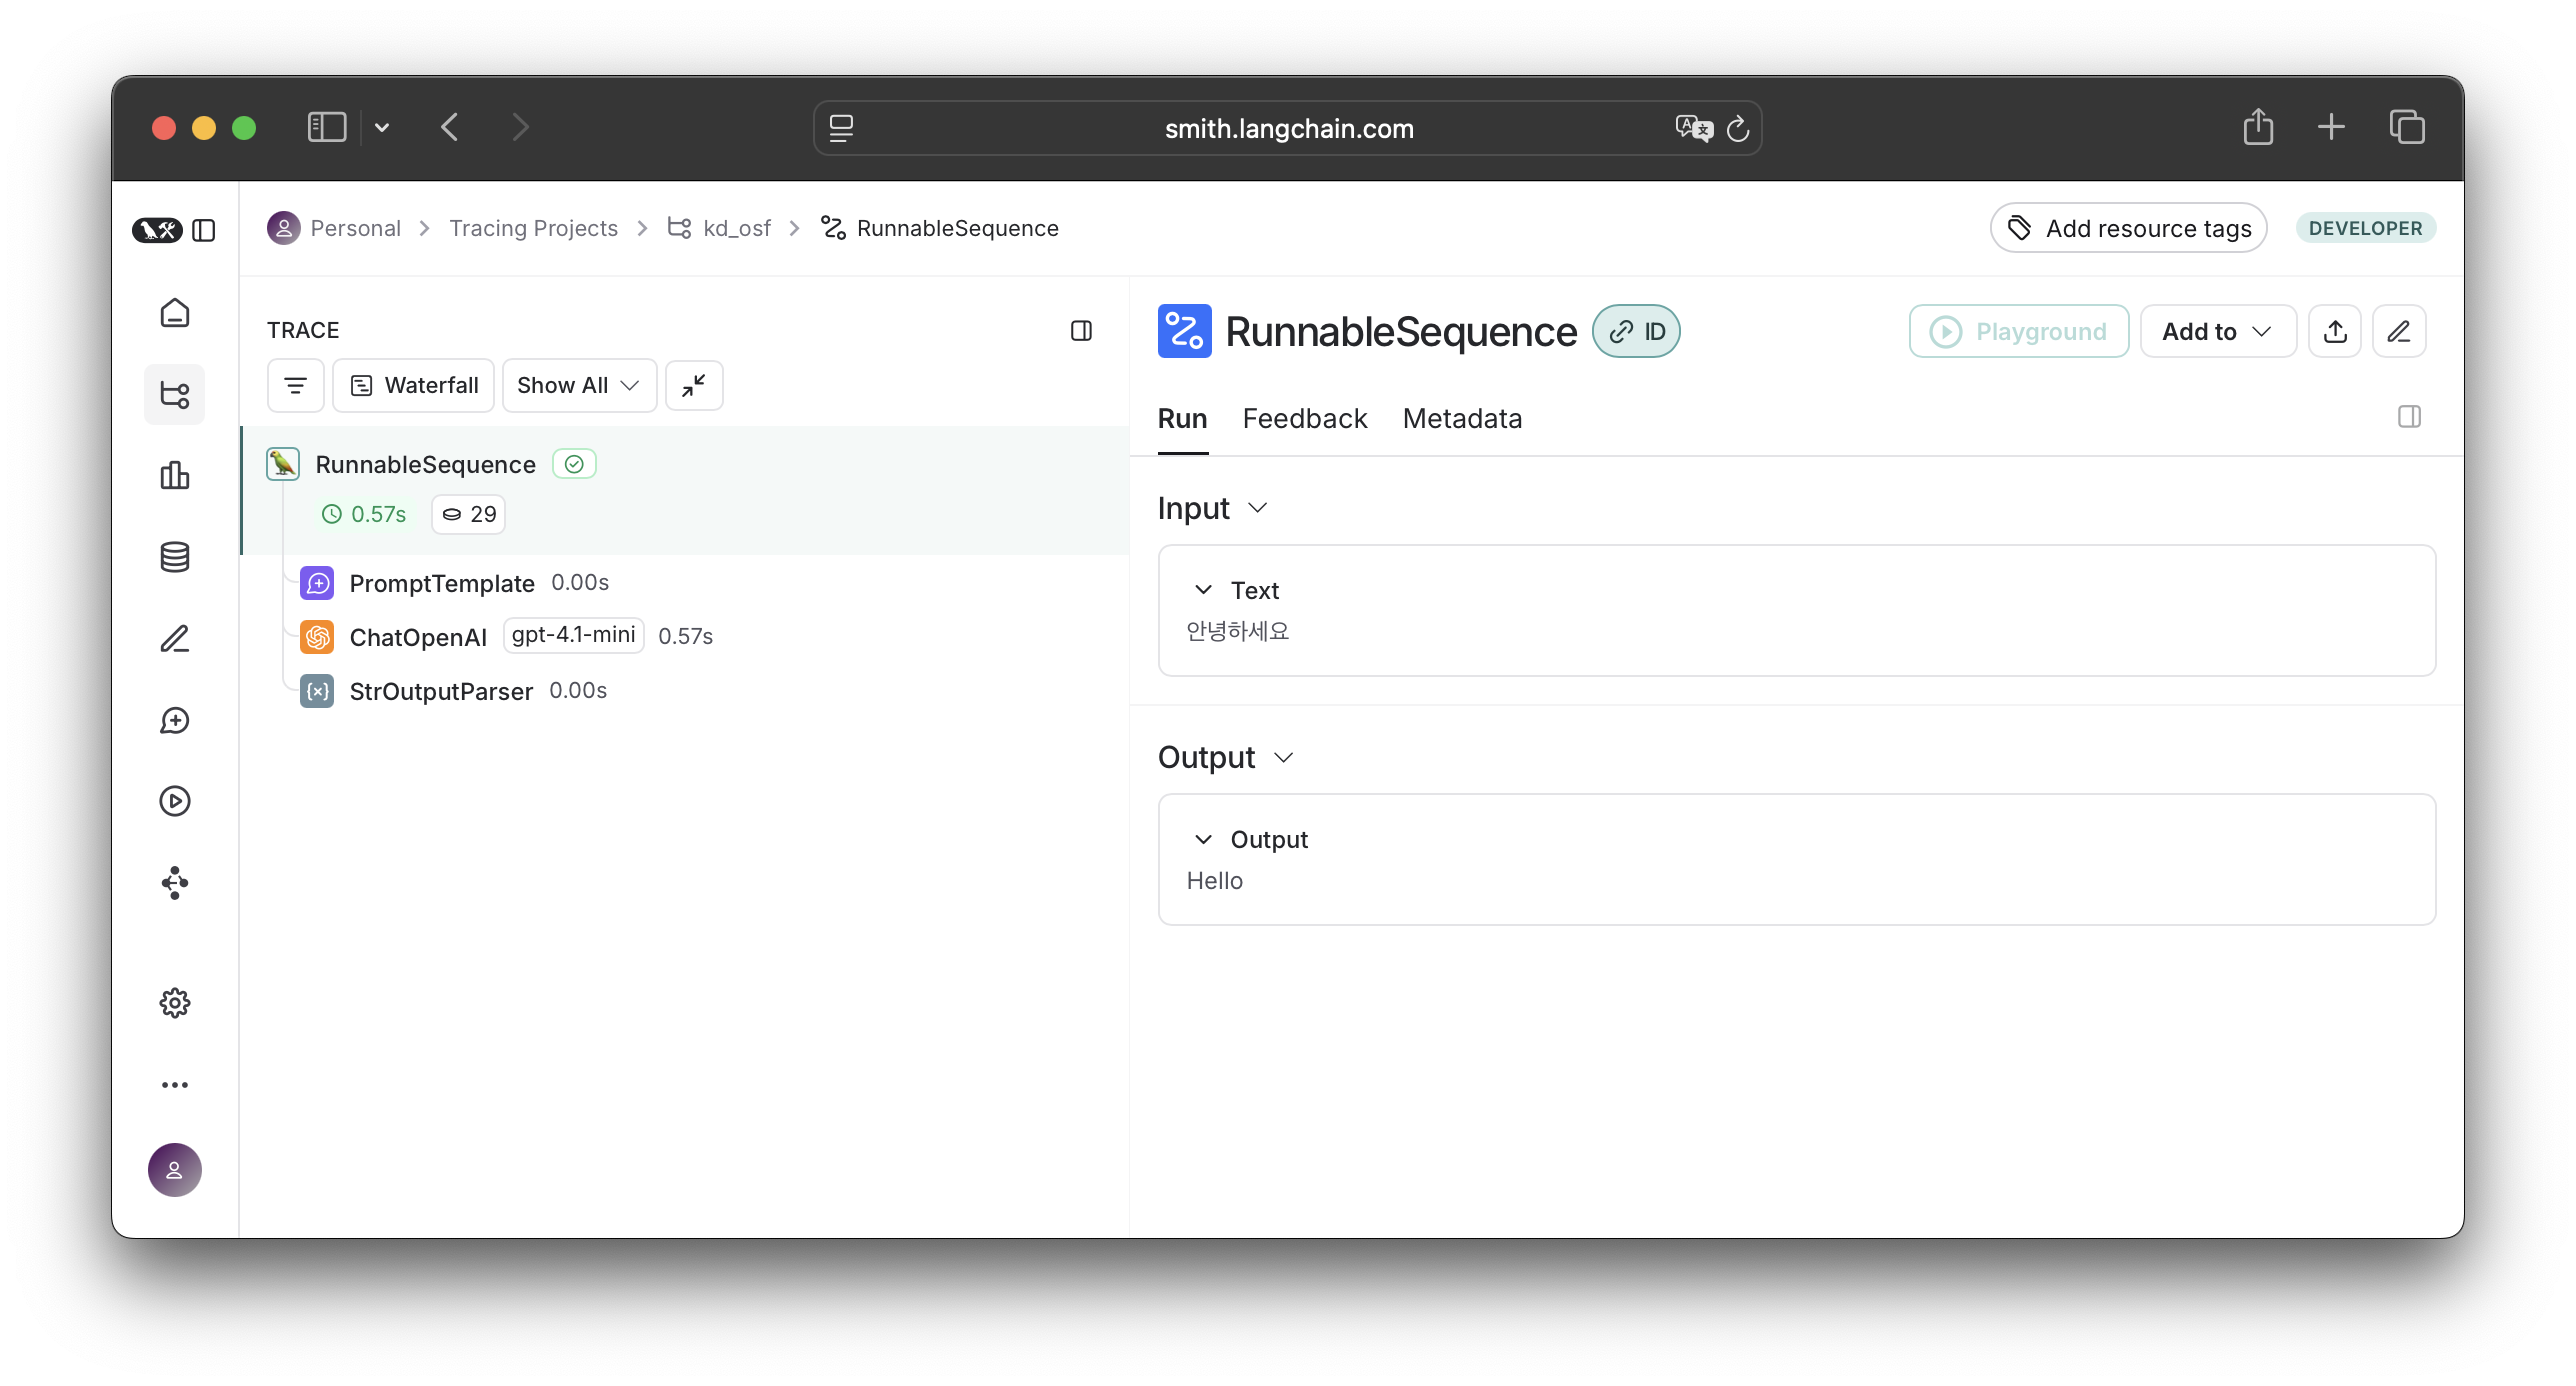 smith.langchain.com
Personal > Tracing Projects > kd_osf > RunnableSequence
Add resource tags
DEVELOPER
TRACE
Waterfall
Show All
RunnableSequence
0.57s
29
PromptTemplate 0.00s
ChatOpenAI gpt-4.1-mini 0.57s
StrOutputParser 0.00s
RunnableSequence
ID
Playground
Add to
Run Feedback Metadata
Input
Text
안녕하세요
Output
Output
Hello